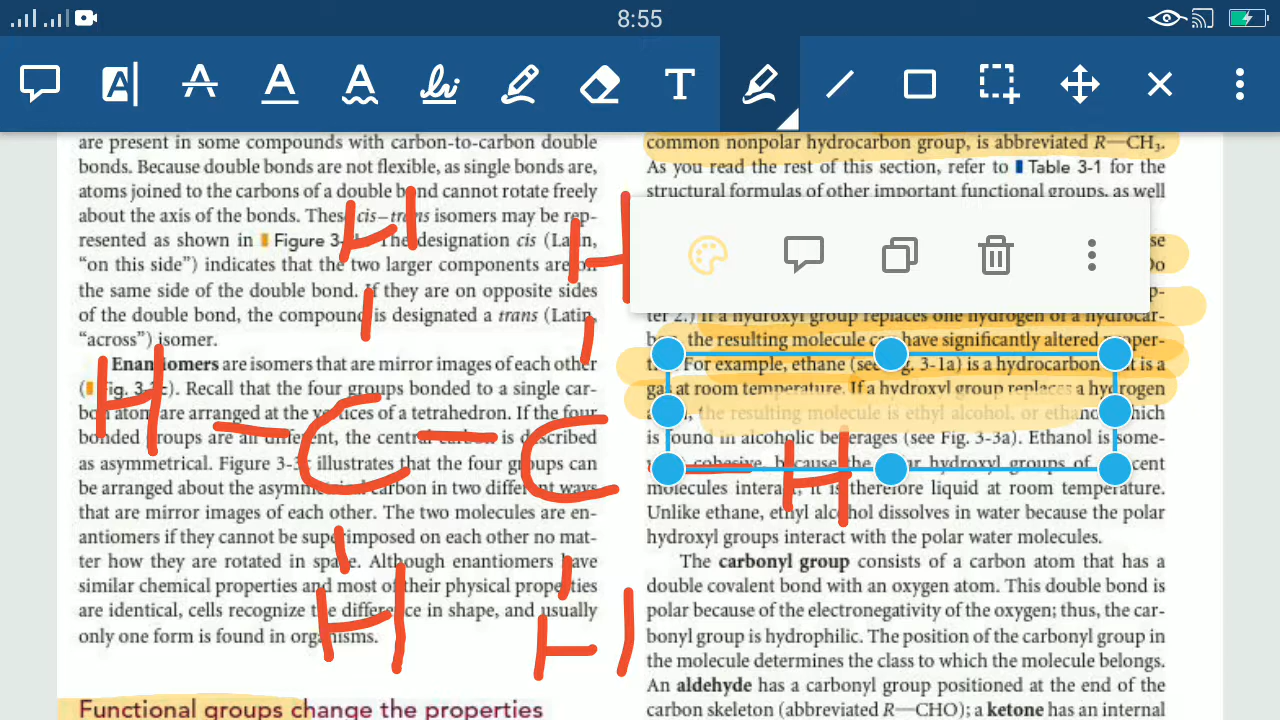 8:55
are present in some compounds with carbon-to-carbon double
bonds. Because double bonds are not flexible, as single bonds are,
atoms joined to the carbons of a double bond cannot rotate freely
about the axis of the bonds. These cis–trans isomers may be rep-
resented as shown in Figure 3- The designation cis (Latin,
“on this side”) indicates that the two larger components are on
the same side of the double bond. If they are on opposite sides
of the double bond, the compound is designated a trans (Latin,
“across”) isomer.
Enantiomers are isomers that are mirror images of each other
(Fig. 3-3c). Recall that the four groups bonded to a single car-
bon atom are arranged at the vertices of a tetrahedron. If the four
bonded groups are all different, the central carbon is described
as asymmetrical. Figure 3-3c illustrates that the four groups can
be arranged about the asymmetrical carbon in two different ways
that are mirror images of each other. The two molecules are en-
antiomers if they cannot be superimposed on each other no mat-
ter how they are rotated in space. Although enantiomers have
similar chemical properties and most of their physical properties
are identical, cells recognize the difference in shape, and usually
only one form is found in organisms.
Functional groups change the properties
common nonpolar hydrocarbon group, is abbreviated R—CH3.
As you read the rest of this section, refer to Table 3-1 for the
structural formulas of other important functional groups, as well
ter 2.) If a hydroxyl group replaces one hydrogen of a hydrocar-
the resulting molecule can have significantly altered proper-
For example, ethane (see Fig. 3-1a) is a hydrocarbon that is a
gas at room temperature. If a hydroxyl group replaces a hydrogen
the resulting molecule is ethyl alcohol, or ethanol, which
is found in alcoholic beverages (see Fig. 3-3a). Ethanol is some-
cohesive, because the polar hydroxyl groups of adjacent
molecules interact, it is therefore liquid at room temperature.
Unlike ethane, ethyl alcohol dissolves in water because the polar
hydroxyl groups interact with the polar water molecules.
The carbonyl group consists of a carbon atom that has a
double covalent bond with an oxygen atom. This double bond is
polar because of the electronegativity of the oxygen; thus, the car-
bonyl group is hydrophilic. The position of the carbonyl group in
the molecule determines the class to which the molecule belongs.
An aldehyde has a carbonyl group positioned at the end of the
carbon skeleton (abbreviated R—CHO); a ketone has an internal
H H
H C C H
H H